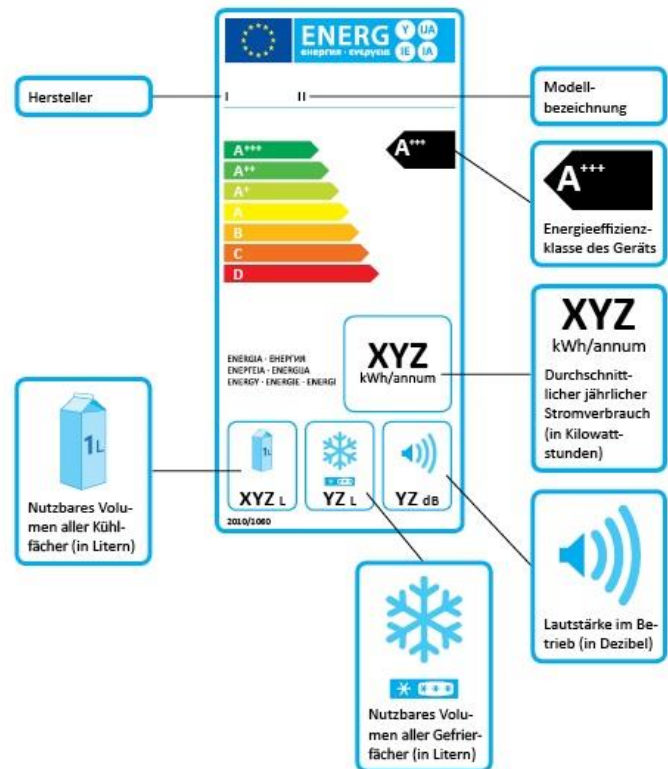 ENERG Y UA
енергия · ενεργεια IE IA
Hersteller
I II
Modell-
bezeichnung
A+++
A++
A+
A
B
C
D
A+++
A+++
Energieeffizienz-
klasse des Geräts
ENERGIA · ЕНЕРГИЯ
ΕΝΕΡΓΕΙΑ · ENERGIJA
ENERGY · ENERGIE · ENERGI
XYZ
kWh/annum
XYZ
kWh/annum
Durchschnitt-
licher jährlicher
Stromverbrauch
(in Kilowatt-
stunden)
1L
Nutzbares Volu-
men aller Kühl-
fächer (in Litern)
XYZ L
YZ L
YZ dB
2010/1060
Lautstärke im Be-
trieb (in Dezibel)
Nutzbares Volu-
men aller Gefrier-
fächer (in Litern)